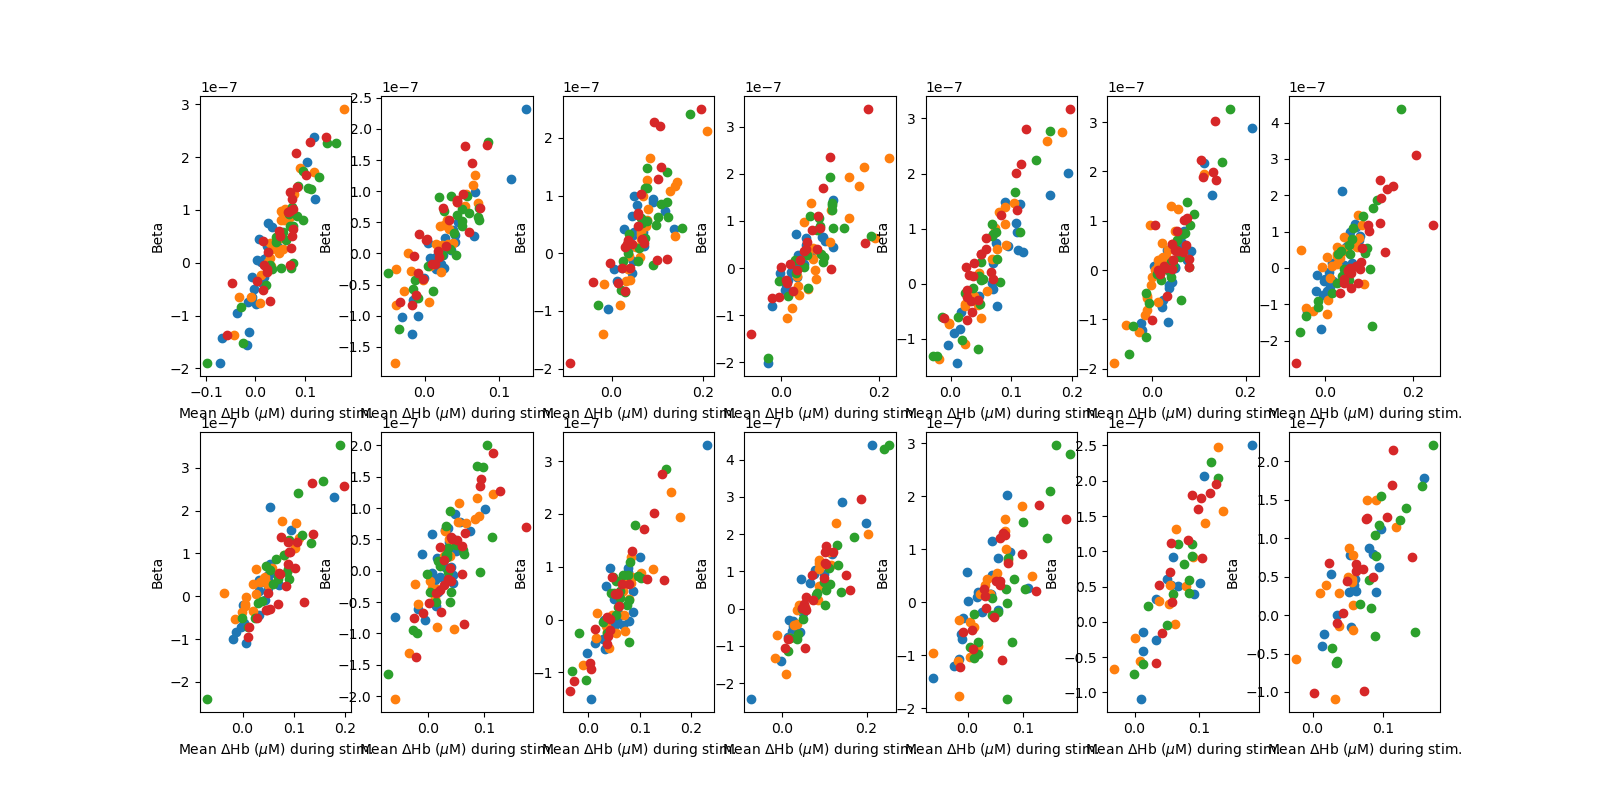 1e−7 1e−7 1e−7 1e−7 1e−7 1e−7 1e−7
Beta Beta Beta Beta Beta Beta Beta
3 2 1 0 −1 −2
2.5 2.0 1.5 1.0 0.5 0.0 −0.5 −1.0 −1.5
2 1 0 −1 −2
3 2 1 0 −1 −2
3 2 1 0 −1
3 2 1 0 −1 −2
4 3 2 1 0 −1 −2
−0.1 0.0 0.1 0.0 0.1 0.0 0.1 0.2 0.0 0.2 0.0 0.1 0.2 0.0 0.2 0.0 0.2
Mean ΔHb (μM) during stim. Mean ΔHb (μM) during stim. Mean ΔHb (μM) during stim. Mean ΔHb (μM) during stim. Mean ΔHb (μM) during stim. Mean ΔHb (μM) during stim. Mean ΔHb (μM) during stim.
1e−7 1e−7 1e−7 1e−7 1e−7 1e−7 1e−7
Beta Beta Beta Beta Beta Beta Beta
3 2 1 0 −1 −2
2.0 1.5 1.0 0.5 0.0 −0.5 −1.0 −1.5 −2.0
3 2 1 0 −1
4 3 2 1 0 −1 −2
3 2 1 0 −1 −2
2.5 2.0 1.5 1.0 0.5 0.0 −0.5 −1.0
2.0 1.5 1.0 0.5 0.0 −0.5 −1.0
0.0 0.1 0.2 0.0 0.1 0.0 0.1 0.2 0.0 0.2 0.0 0.1 0.0 0.1 0.0 0.1
Mean ΔHb (μM) during stim. Mean ΔHb (μM) during stim. Mean ΔHb (μM) during stim. Mean ΔHb (μM) during stim. Mean ΔHb (μM) during stim. Mean ΔHb (μM) during stim. Mean ΔHb (μM) during stim.